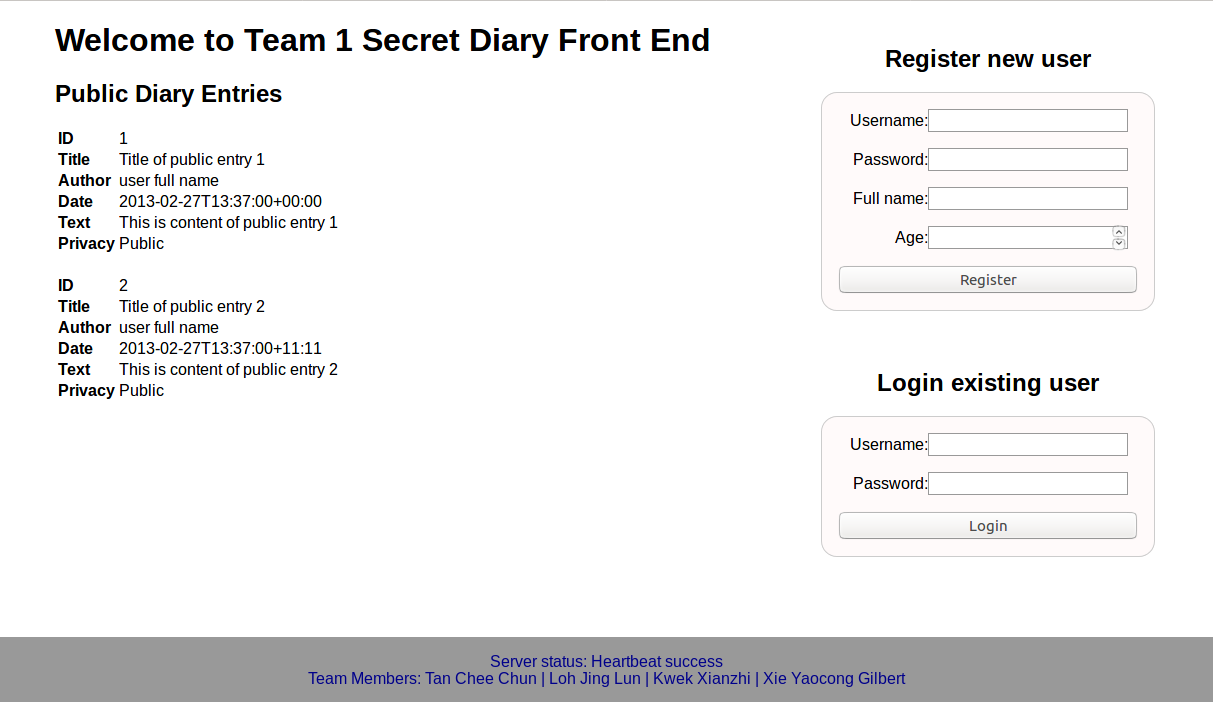 Welcome to Team 1 Secret Diary Front End
Public Diary Entries
ID 1
Title Title of public entry 1
Author user full name
Date 2013-02-27T13:37:00+00:00
Text This is content of public entry 1
Privacy Public
ID 2
Title Title of public entry 2
Author user full name
Date 2013-02-27T13:37:00+11:11
Text This is content of public entry 2
Privacy Public
Register new user
Username:
Password:
Full name:
Age:
Register
Login existing user
Username:
Password:
Login
Server status: Heartbeat success
Team Members: Tan Chee Chun | Loh Jing Lun | Kwek Xianzhi | Xie Yaocong Gilbert